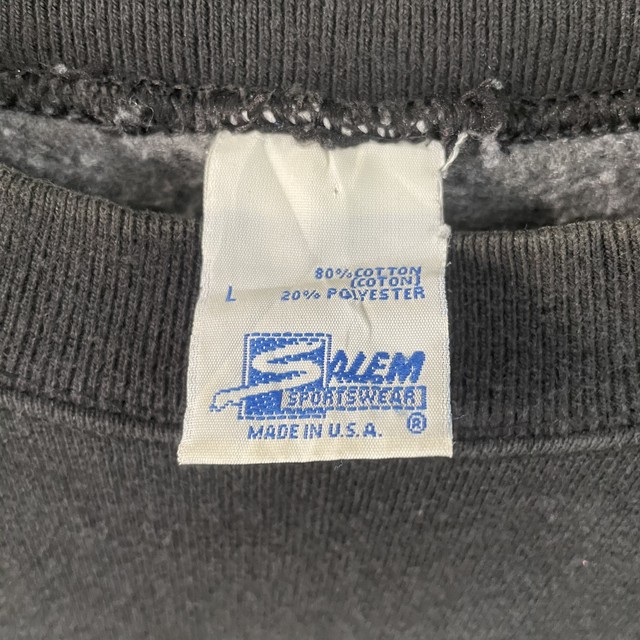 80% COTTON
(COTON)
L 20% POLYESTER
SALEM
SPORTSWEAR
MADE IN U.S.A. ®